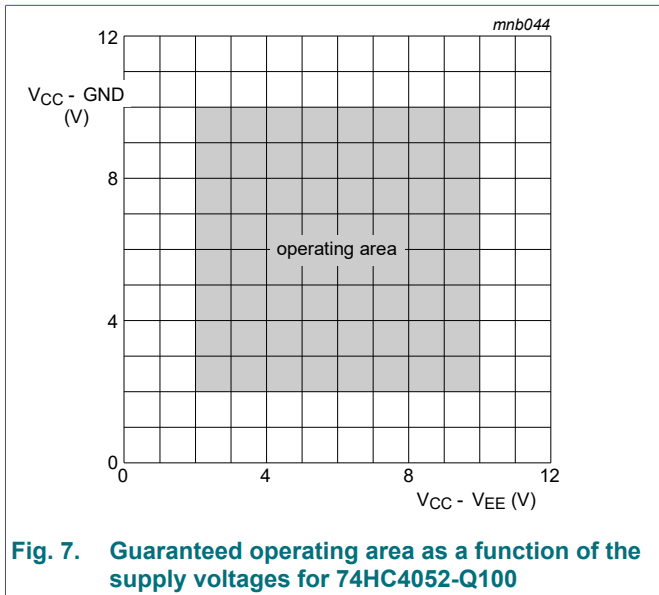 mnb044
12
VCC - GND
(V)
8
operating area
4
0
0 4 8 12
VCC - VEE (V)
Fig. 7. Guaranteed operating area as a function of the
supply voltages for 74HC4052-Q100